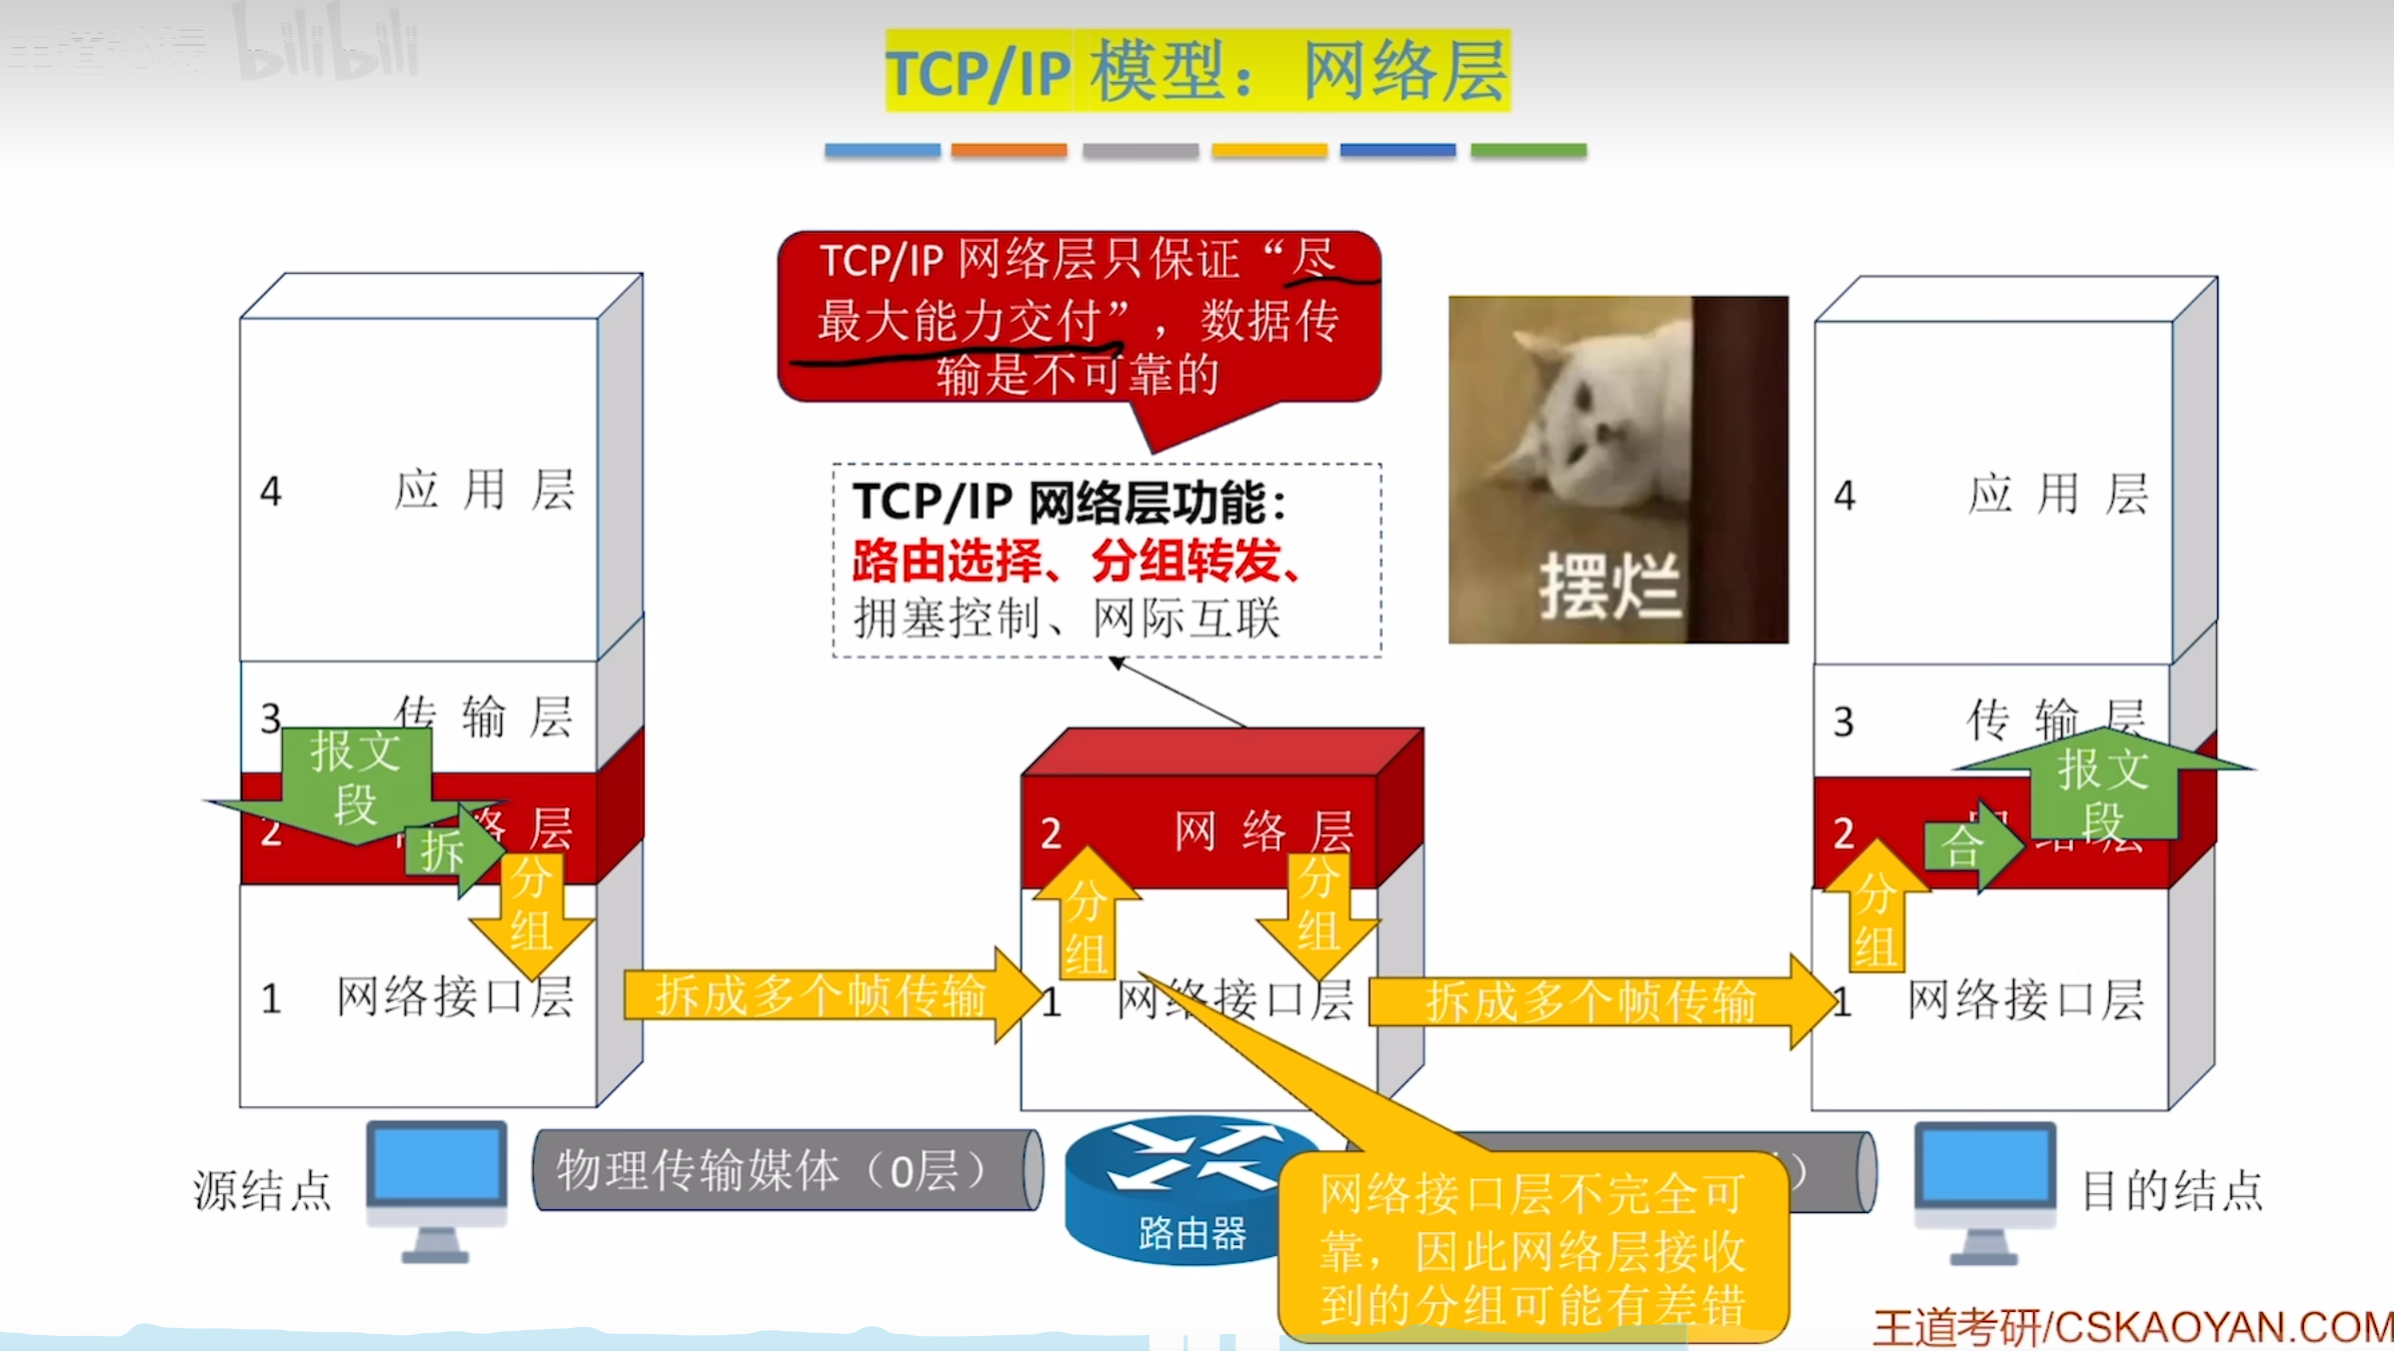 bilibili
TCP/IP 模型：网络层
TCP/IP 网络层只保证“尽
最大能力交付”，数据传
输是不可靠的
TCP/IP 网络层功能：
路由选择、分组转发、
拥塞控制、网际互联
摆烂
4 应用层
3 传输层
报文
段
2 络层
拆
分
组
1 网络接口层
拆成多个帧传输
2 网络层
分
组
分
组
1 网络接口层
拆成多个帧传输
4 应用层
3 传输层
报文
段
2
合
分
组
1 网络接口层
源结点
物理传输媒体（0层）
路由器
）
目的结点
网络接口层不完全可
靠，因此网络层接收
到的分组可能有差错
王道考研/CSKAOYAN.COM